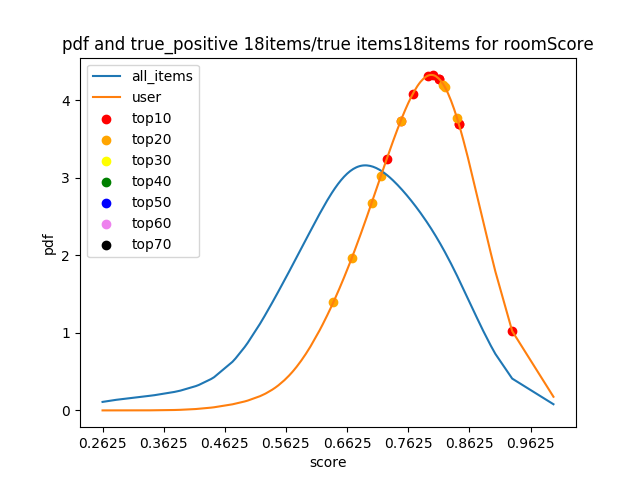 pdf and true_positive 18items/true items18items for roomScore
all_items
user
top10
top20
top30
top40
top50
top60
top70
pdf
4
3
2
1
0
0.2625 0.3625 0.4625 0.5625 0.6625 0.7625 0.8625 0.9625
score